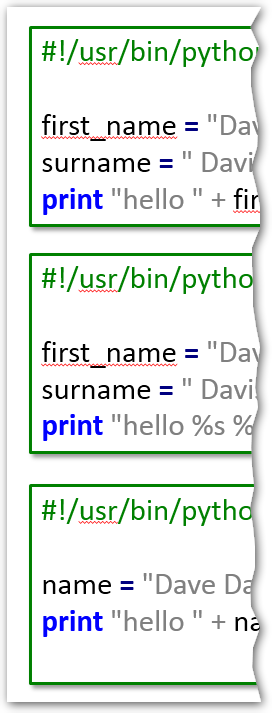 #!/usr/bin/pytho
first_name = "Dav
surname = " Davi
print "hello " + fir
#!/usr/bin/pytho
first_name = "Dav
surname = " Davi
print "hello %s %
#!/usr/bin/pytho
name = "Dave Da
print "hello " + na